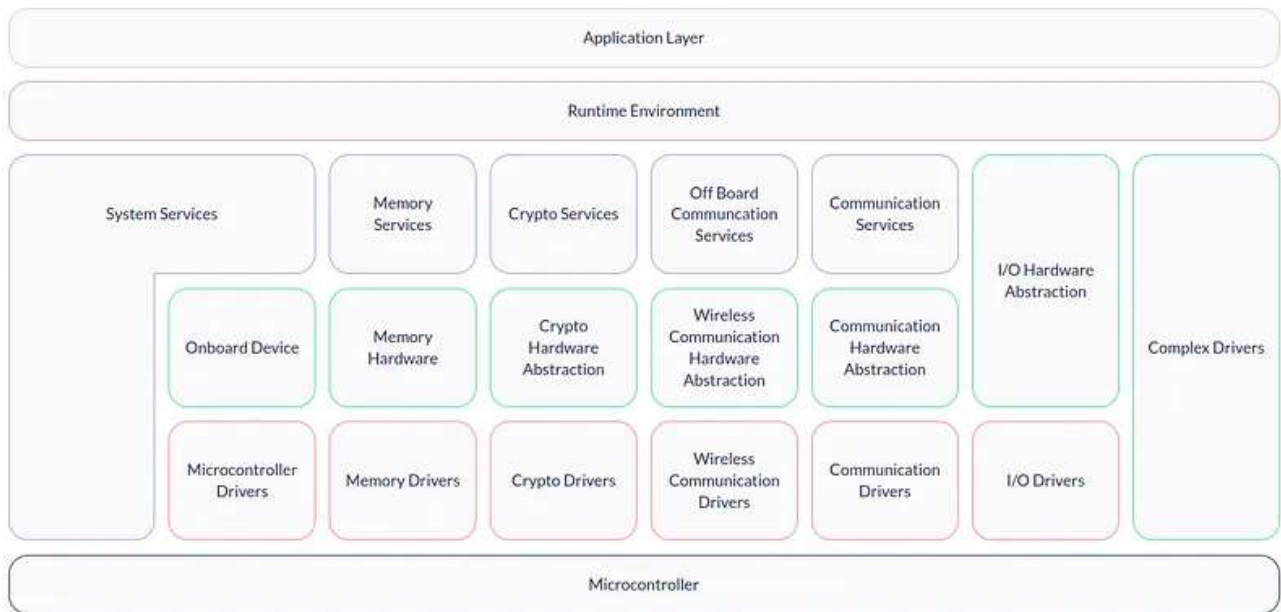 Application Layer
Runtime Environment
System Services
Memory
Services
Crypto Services
Off Board
Communcation
Services
Communication
Services
I/O Hardware
Abstraction
Complex Drivers
Onboard Device
Memory
Hardware
Crypto
Hardware
Abstraction
Wireless
Communication
Hardware
Abstraction
Communication
Hardware
Abstraction
Microcontroller
Drivers
Memory Drivers
Crypto Drivers
Wireless
Communication
Drivers
Communication
Drivers
I/O Drivers
Microcontroller